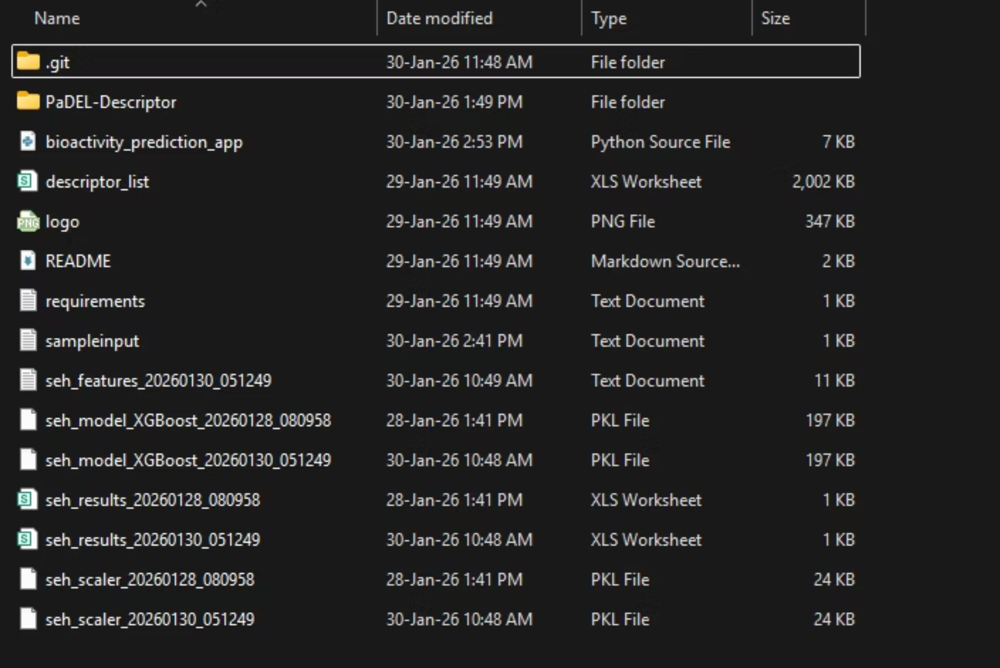 Name Date modified Type Size
.git 30-Jan-26 11:48 AM File folder
PaDEL-Descriptor 30-Jan-26 1:49 PM File folder
bioactivity_prediction_app 30-Jan-26 2:53 PM Python Source File 7 KB
descriptor_list 29-Jan-26 11:49 AM XLS Worksheet 2,002 KB
PNG logo 29-Jan-26 11:49 AM PNG File 347 KB
README 29-Jan-26 11:49 AM Markdown Source... 2 KB
requirements 29-Jan-26 11:49 AM Text Document 1 KB
sampleinput 30-Jan-26 2:41 PM Text Document 1 KB
seh_features_20260130_051249 30-Jan-26 10:49 AM Text Document 11 KB
seh_model_XGBoost_20260128_080958 28-Jan-26 1:41 PM PKL File 197 KB
seh_model_XGBoost_20260130_051249 30-Jan-26 10:48 AM PKL File 197 KB
seh_results_20260128_080958 28-Jan-26 1:41 PM XLS Worksheet 1 KB
seh_results_20260130_051249 30-Jan-26 10:48 AM XLS Worksheet 1 KB
seh_scaler_20260128_080958 28-Jan-26 1:41 PM PKL File 24 KB
seh_scaler_20260130_051249 30-Jan-26 10:48 AM PKL File 24 KB